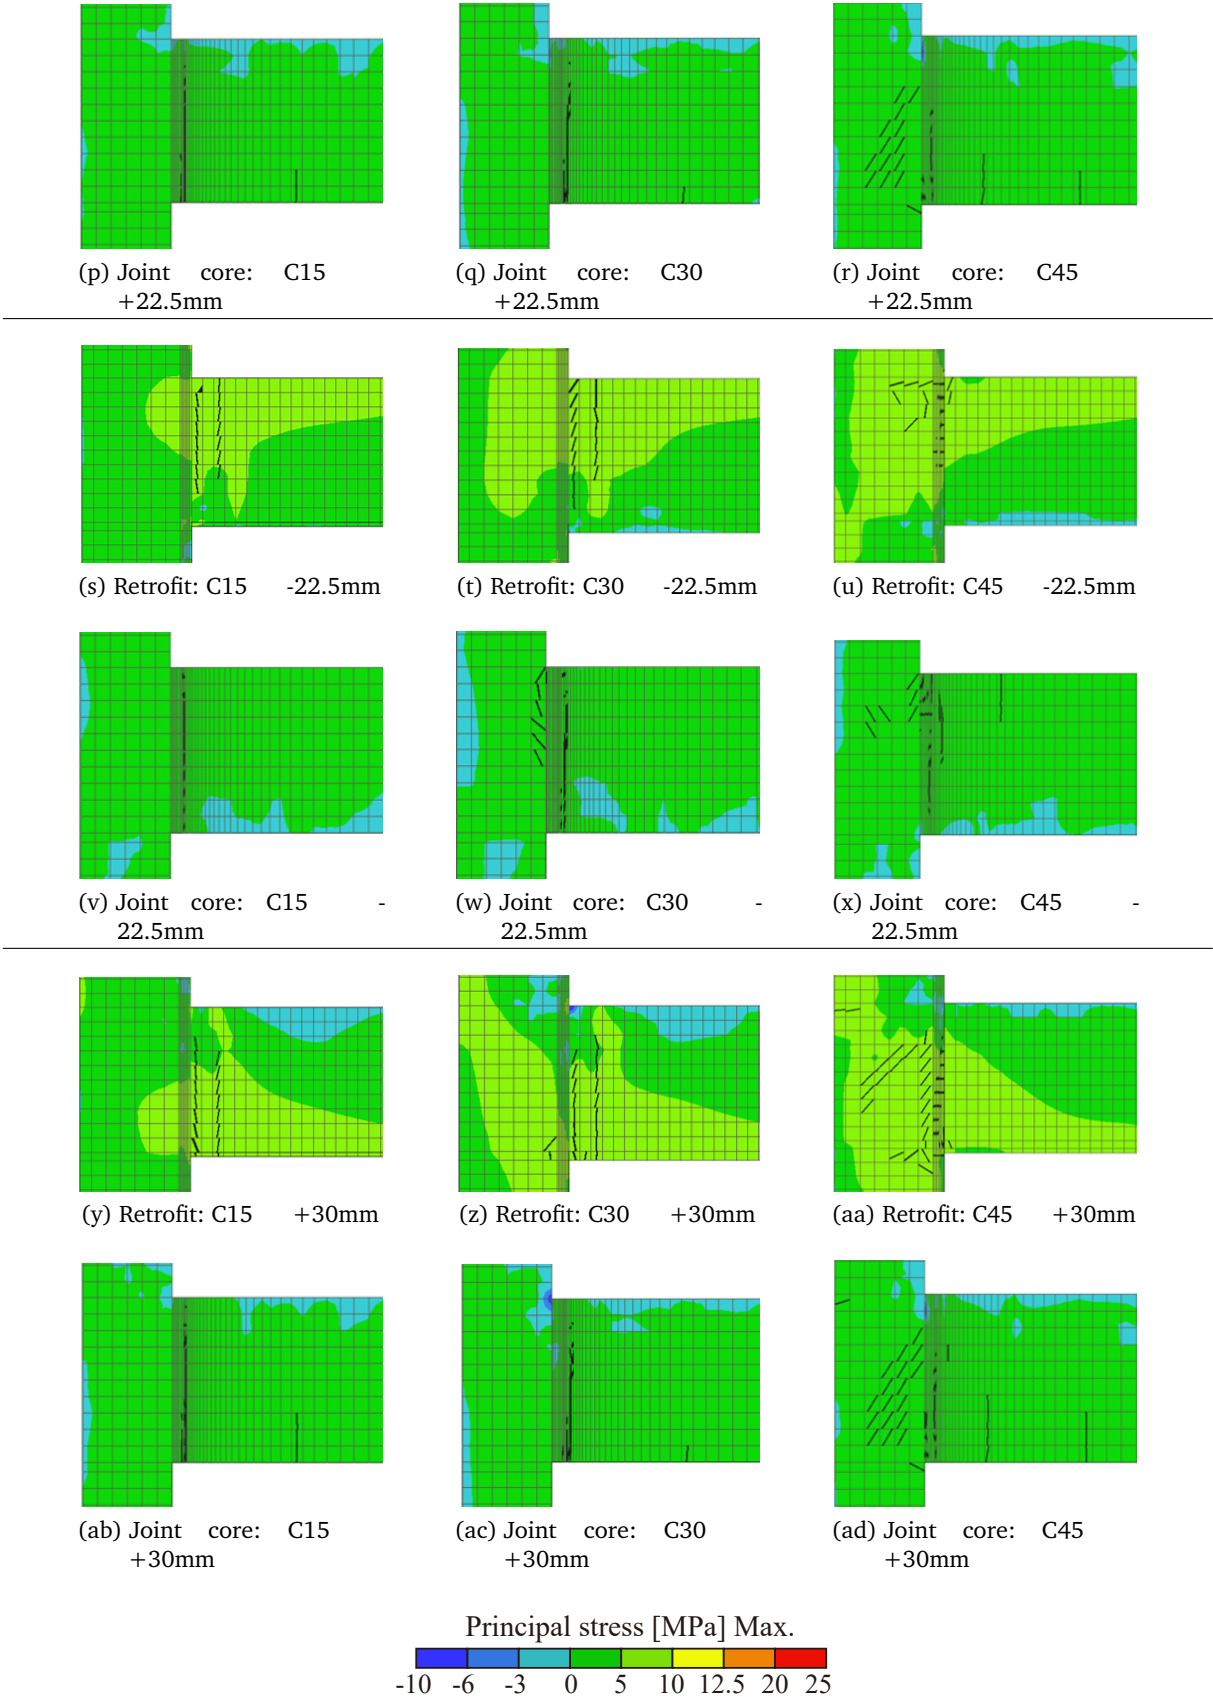 (p) Joint core: C15 (q) Joint core: C30 (r) Joint core: C45
+22.5mm +22.5mm +22.5mm
(s) Retrofit: C15 -22.5mm (t) Retrofit: C30 -22.5mm (u) Retrofit: C45 -22.5mm
(v) Joint core: C15 - (w) Joint core: C30 - (x) Joint core: C45 -
22.5mm 22.5mm 22.5mm
(y) Retrofit: C15 +30mm (z) Retrofit: C30 +30mm (aa) Retrofit: C45 +30mm
(ab) Joint core: C15 (ac) Joint core: C30 (ad) Joint core: C45
+30mm +30mm +30mm
Principal stress [MPa] Max.
-10 -6 -3 0 5 10 12.5 20 25